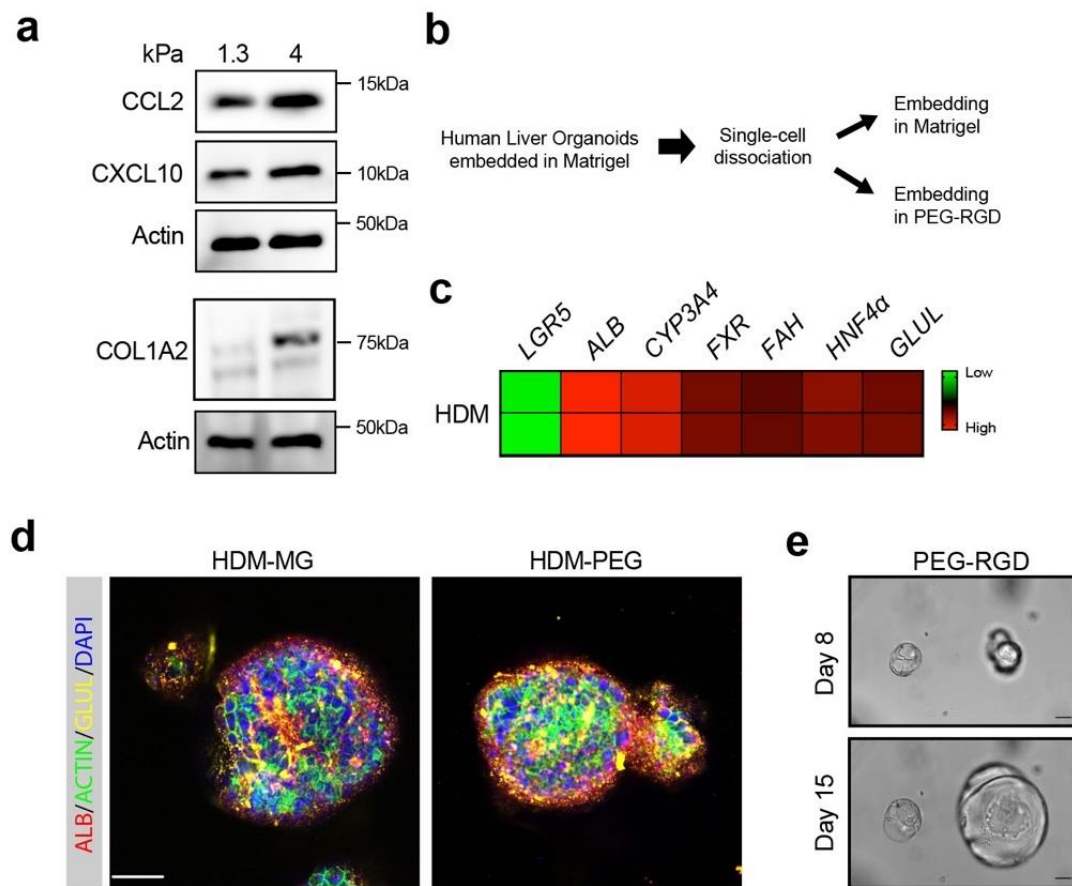 a
kPa 1.3 4
CCL2 15kDa
CXCL10 10kDa
Actin 50kDa
COL1A2 75kDa
Actin 50kDa
b
Human Liver Organoids
embedded in Matrigel
Single-cell
dissociation
Embedding
in Matrigel
Embedding
in PEG-RGD
c
LGR5 ALB CYP3A4 FXR FAH HNF4α GLUL
HDM
Low
High
d
HDM-MG HDM-PEG
ALB/ACTIN/GLUL/DAPI
e
PEG-RGD
Day 8
Day 15